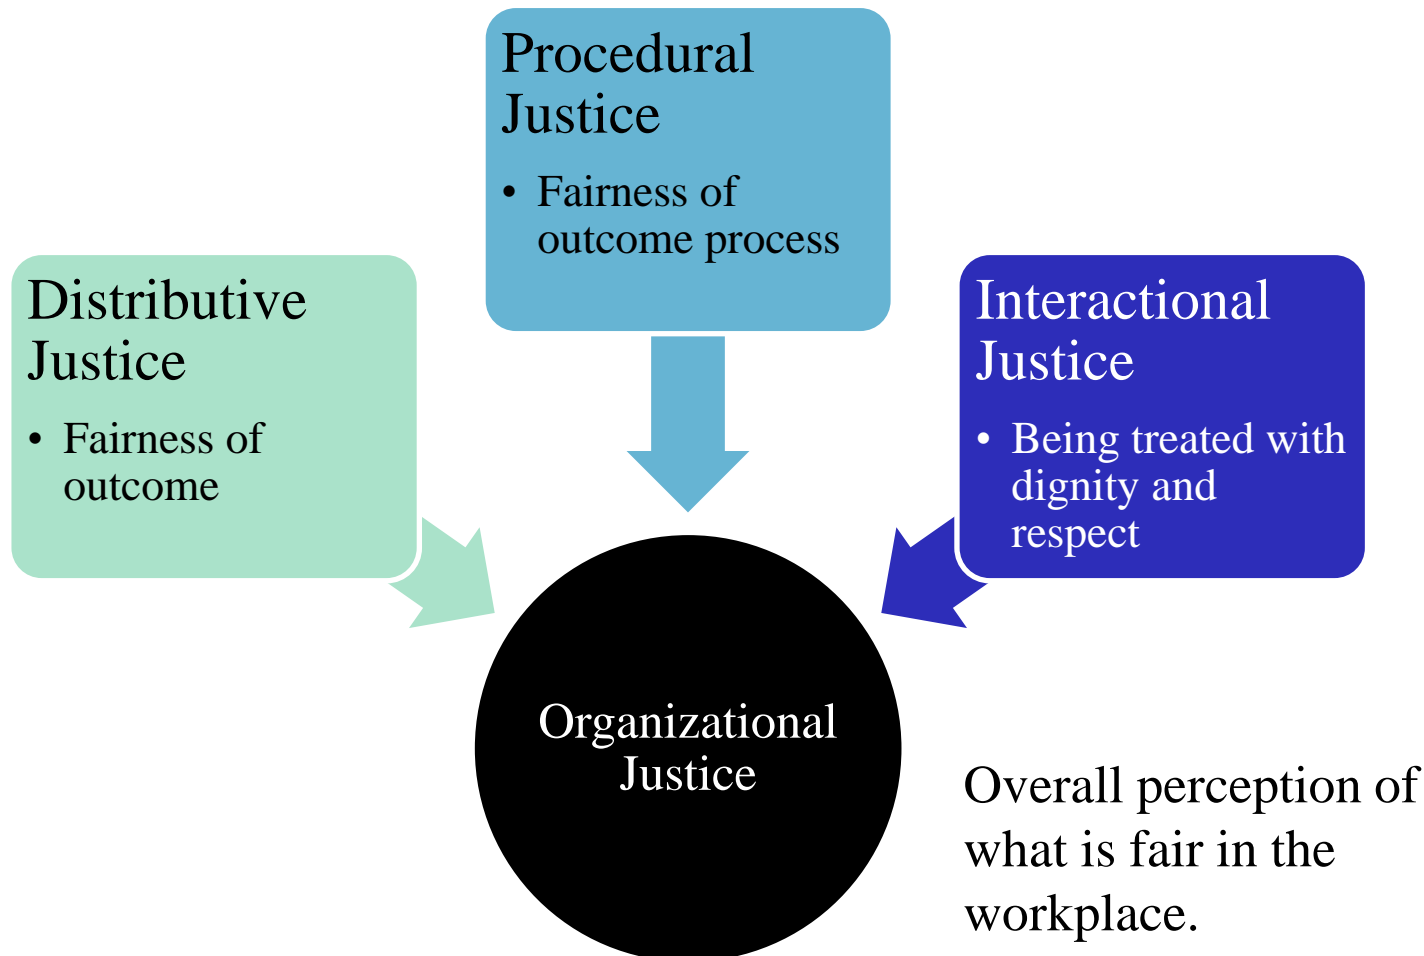 Procedural
Justice
• Fairness of
outcome process
Distributive
Justice
• Fairness of
outcome
Interactional
Justice
• Being treated with
dignity and
respect
Organizational
Justice
Overall perception of
what is fair in the
workplace.